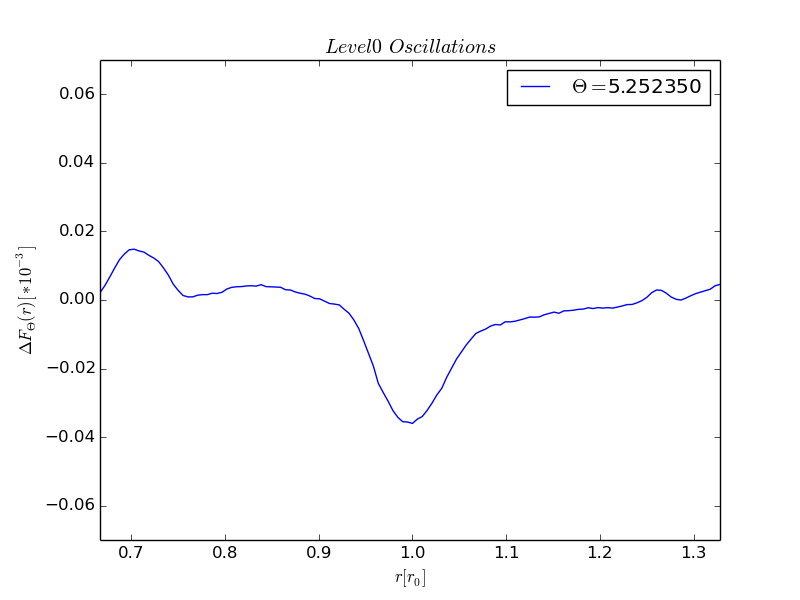 Level0 Oscillations
Θ=5.252350
0.06
0.04
0.02
0.00
−0.02
−0.04
−0.06
ΔF_Θ(r)[*10^{-3}]
0.7 0.8 0.9 1.0 1.1 1.2 1.3
r[r_0]